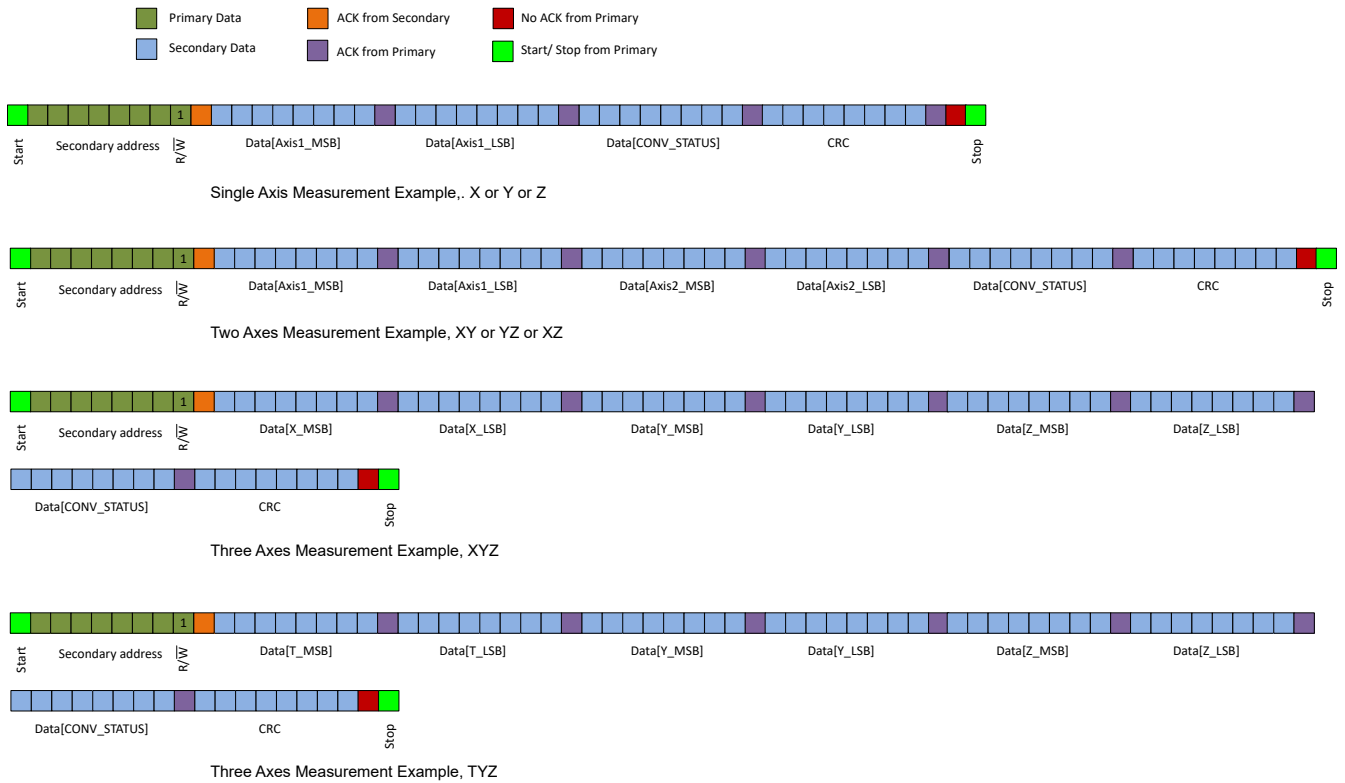 Primary Data
ACK from Secondary
No ACK from Primary
Secondary Data
ACK from Primary
Start/ Stop from Primary
1
Start
Secondary address
R/W
Data[Axis1_MSB]
Data[Axis1_LSB]
Data[CONV_STATUS]
CRC
Stop
Single Axis Measurement Example,. X or Y or Z
1
Start
Secondary address
R/W
Data[Axis1_MSB]
Data[Axis1_LSB]
Data[Axis2_MSB]
Data[Axis2_LSB]
Data[CONV_STATUS]
CRC
Stop
Two Axes Measurement Example, XY or YZ or XZ
1
Start
Secondary address
R/W
Data[X_MSB]
Data[X_LSB]
Data[Y_MSB]
Data[Y_LSB]
Data[Z_MSB]
Data[Z_LSB]
Data[CONV_STATUS]
CRC
Stop
Three Axes Measurement Example, XYZ
1
Start
Secondary address
R/W
Data[T_MSB]
Data[T_LSB]
Data[Y_MSB]
Data[Y_LSB]
Data[Z_MSB]
Data[Z_LSB]
Data[CONV_STATUS]
CRC
Stop
Three Axes Measurement Example, TYZ